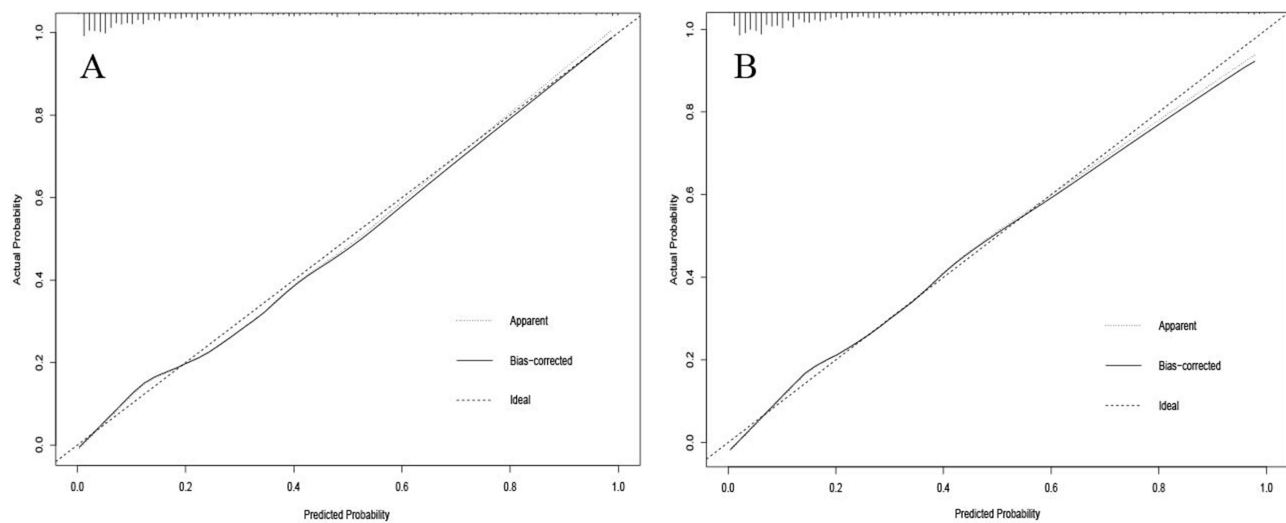 A
1.0
0.8
0.6
0.4
0.2
0.0
Actual Probability
Apparent
Bias-corrected
Ideal
0.0 0.2 0.4 0.6 0.8 1.0
Predicted Probability
B
1.0
0.8
0.6
0.4
0.2
0.0
Actual Probability
Apparent
Bias-corrected
Ideal
0.0 0.2 0.4 0.6 0.8 1.0
Predicted Probability